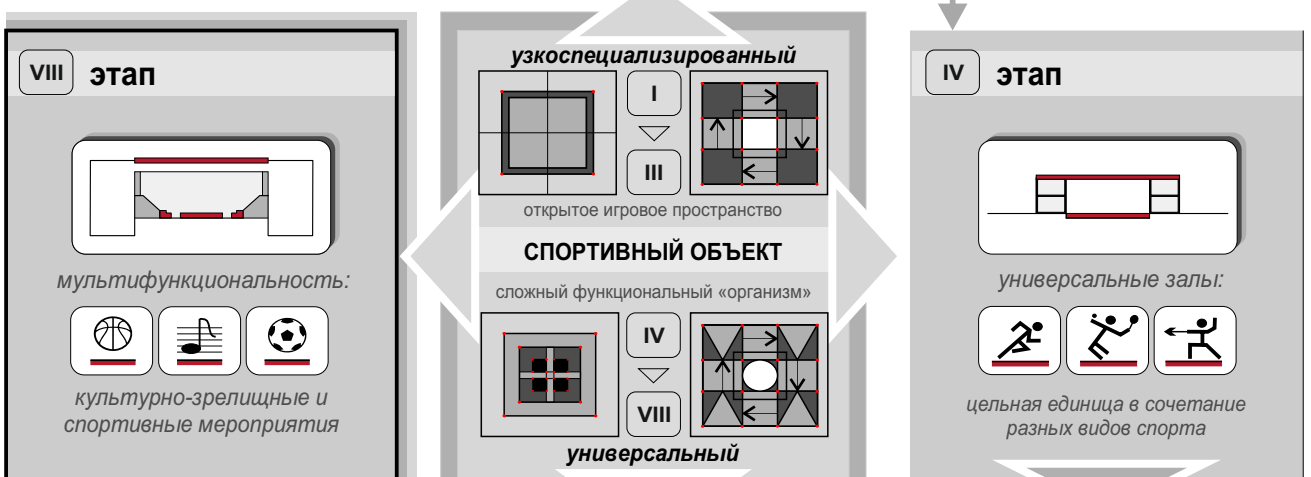 VIII этап
мультифункциональность:
культурно-зрелищные и
спортивные мероприятия
узкоспециализированный
I
III
открытое игровое пространство
СПОРТИВНЫЙ ОБЪЕКТ
сложный функциональный «организм»
IV
VIII
универсальный
IV этап
универсальные залы:
цельная единица в сочетание
разных видов спорта